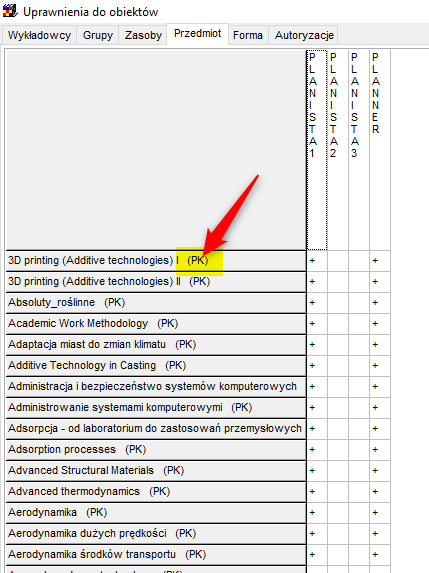 Uprawnienia do obiektów
Wykładowcy Grupy Zasoby Przedmiot Forma Autoryzacje
PLANISTA1 PLANISTA2 PLANISTA3 PLANNER
3D printing (Additive technologies) I (PK) + +
3D printing (Additive technologies) II (PK) + +
Absoluty_roślinne (PK) + +
Academic Work Methodology (PK) + +
Adaptacja miast do zmian klimatu (PK) + +
Additive Technology in Casting (PK) + +
Administracja i bezpieczeństwo systemów komputerowych + +
Administrowanie systemami komputerowymi (PK) + +
Adsorpcja - od laboratorium do zastosowań przemysłowych + +
Adsorption processes (PK) + +
Advanced Structural Materials (PK) + +
Advanced thermodynamics (PK) + +
Aerodynamika (PK) + +
Aerodynamika dużych prędkości (PK) + +
Aerodynamika środków transportu (PK) + +